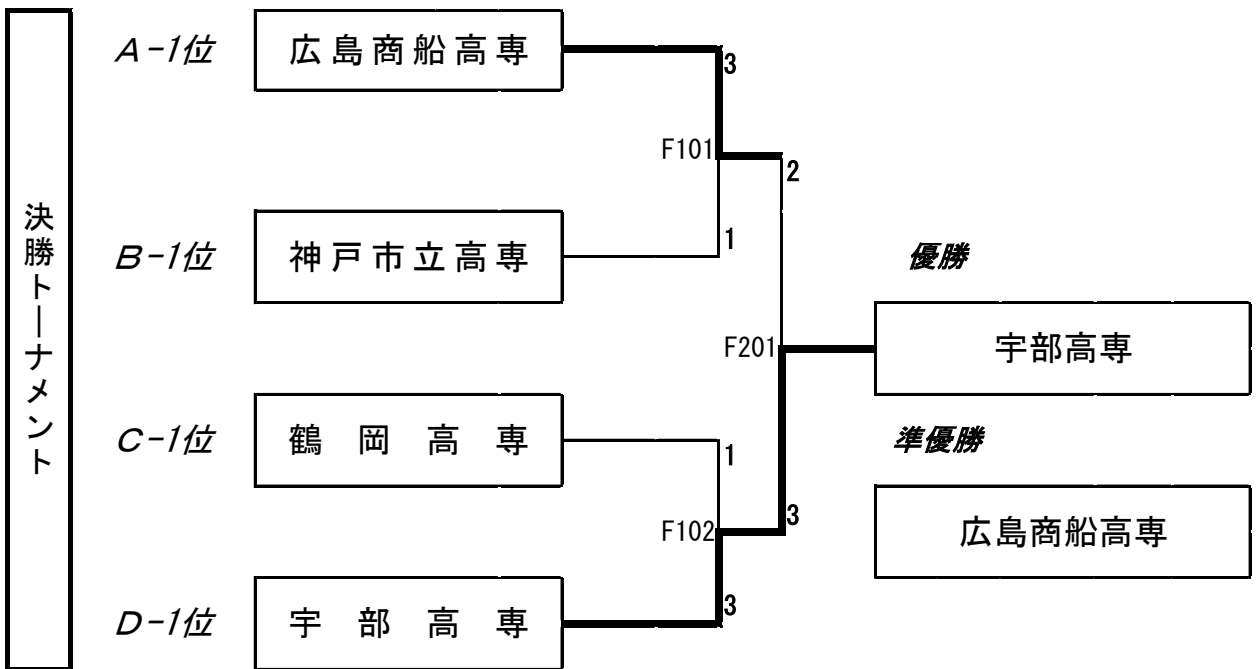 決勝トーナメント
A-1位
広島商船高専
3
F101
2
B-1位
神戸市立高専
1
優勝
F201
宇部高専
C-1位
鶴岡高専
1
準優勝
F102
3
広島商船高専
D-1位
宇部高専
3